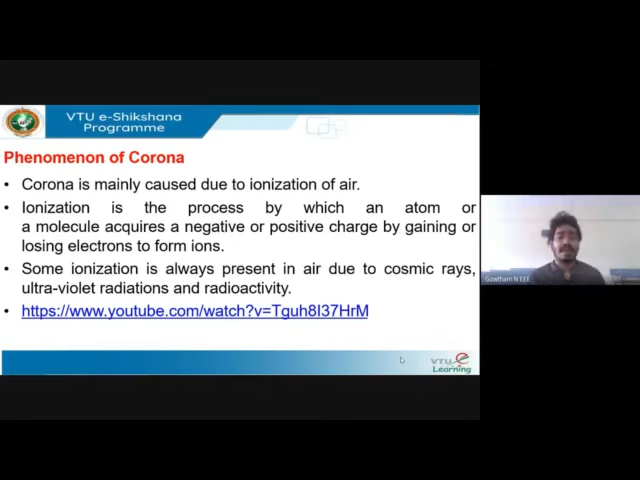 VTU e-Shikshana
Programme
Phenomenon of Corona
• Corona is mainly caused due to ionization of air.
• Ionization is the process by which an atom or
a molecule acquires a negative or positive charge by gaining or
losing electrons to form ions.
• Some ionization is always present in air due to cosmic rays,
ultra-violet radiations and radioactivity.
• https://www.youtube.com/watch?v=Tguh8I37HrM
VTU e
Learning
Gowtham N EEE